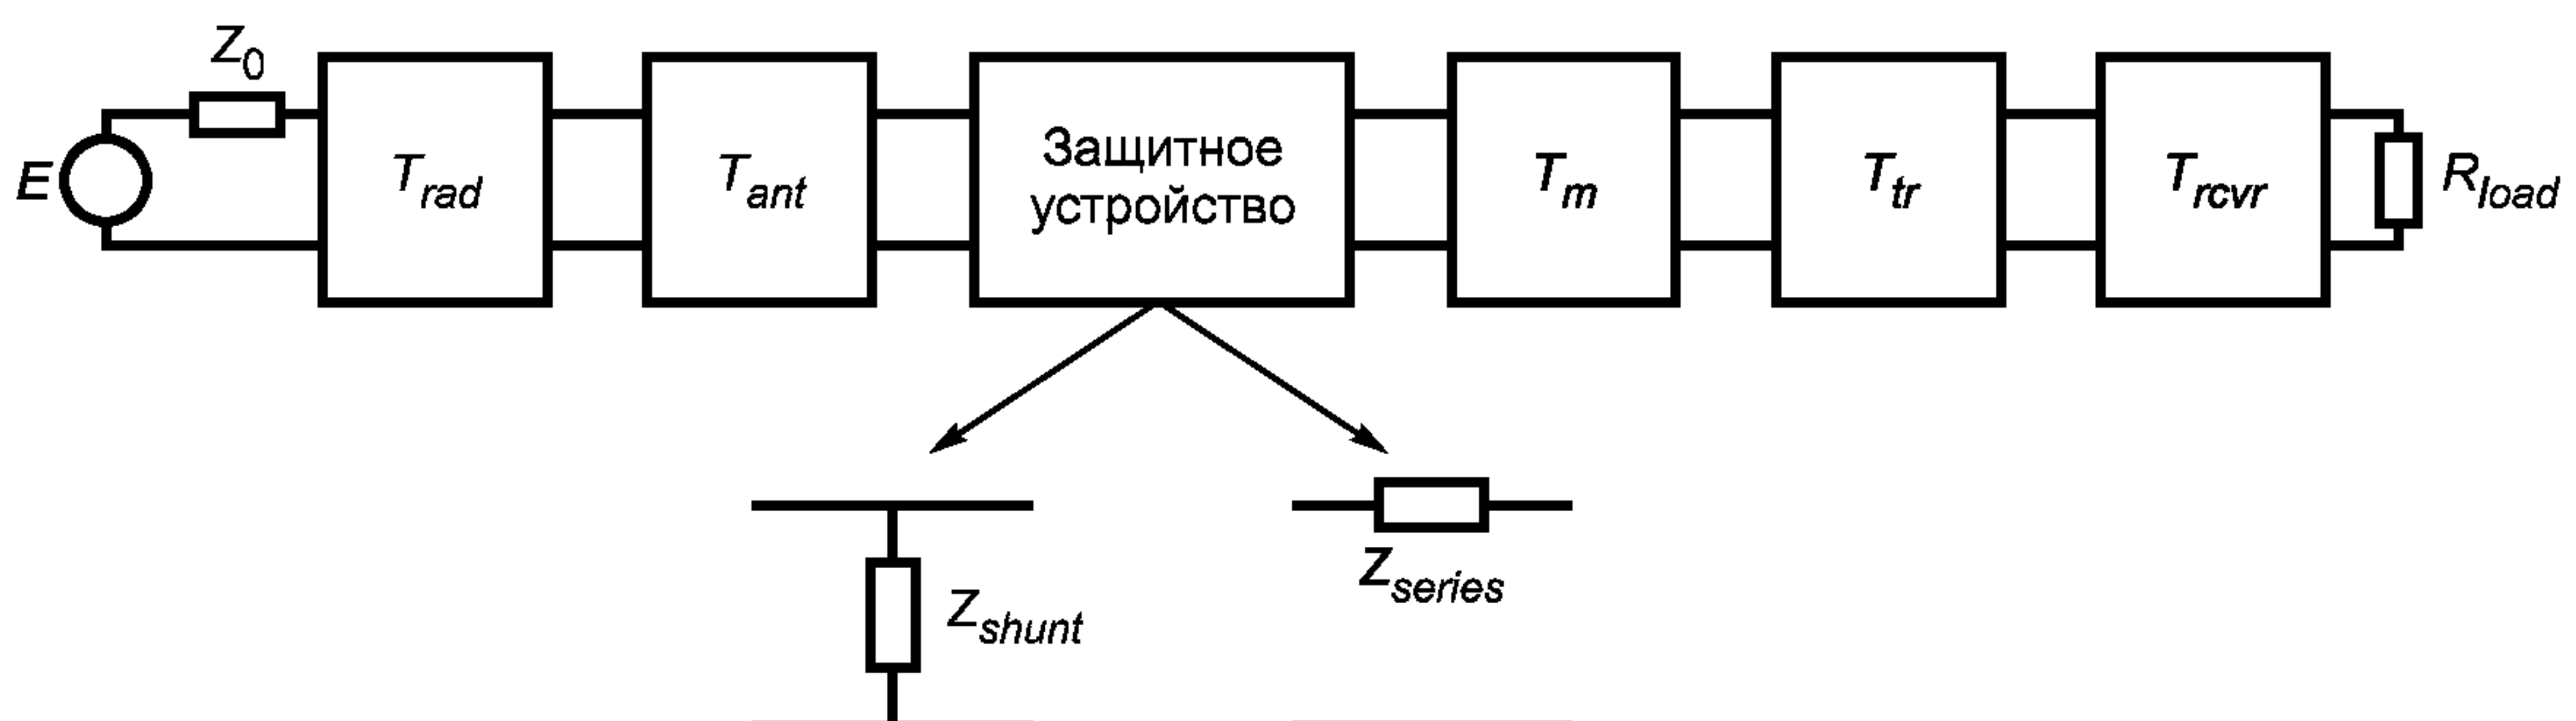 Z0
E
Trad
Tant
Защитное
устройство
Tm
Ttr
Trcvr
Rload
Zshunt
Zseries